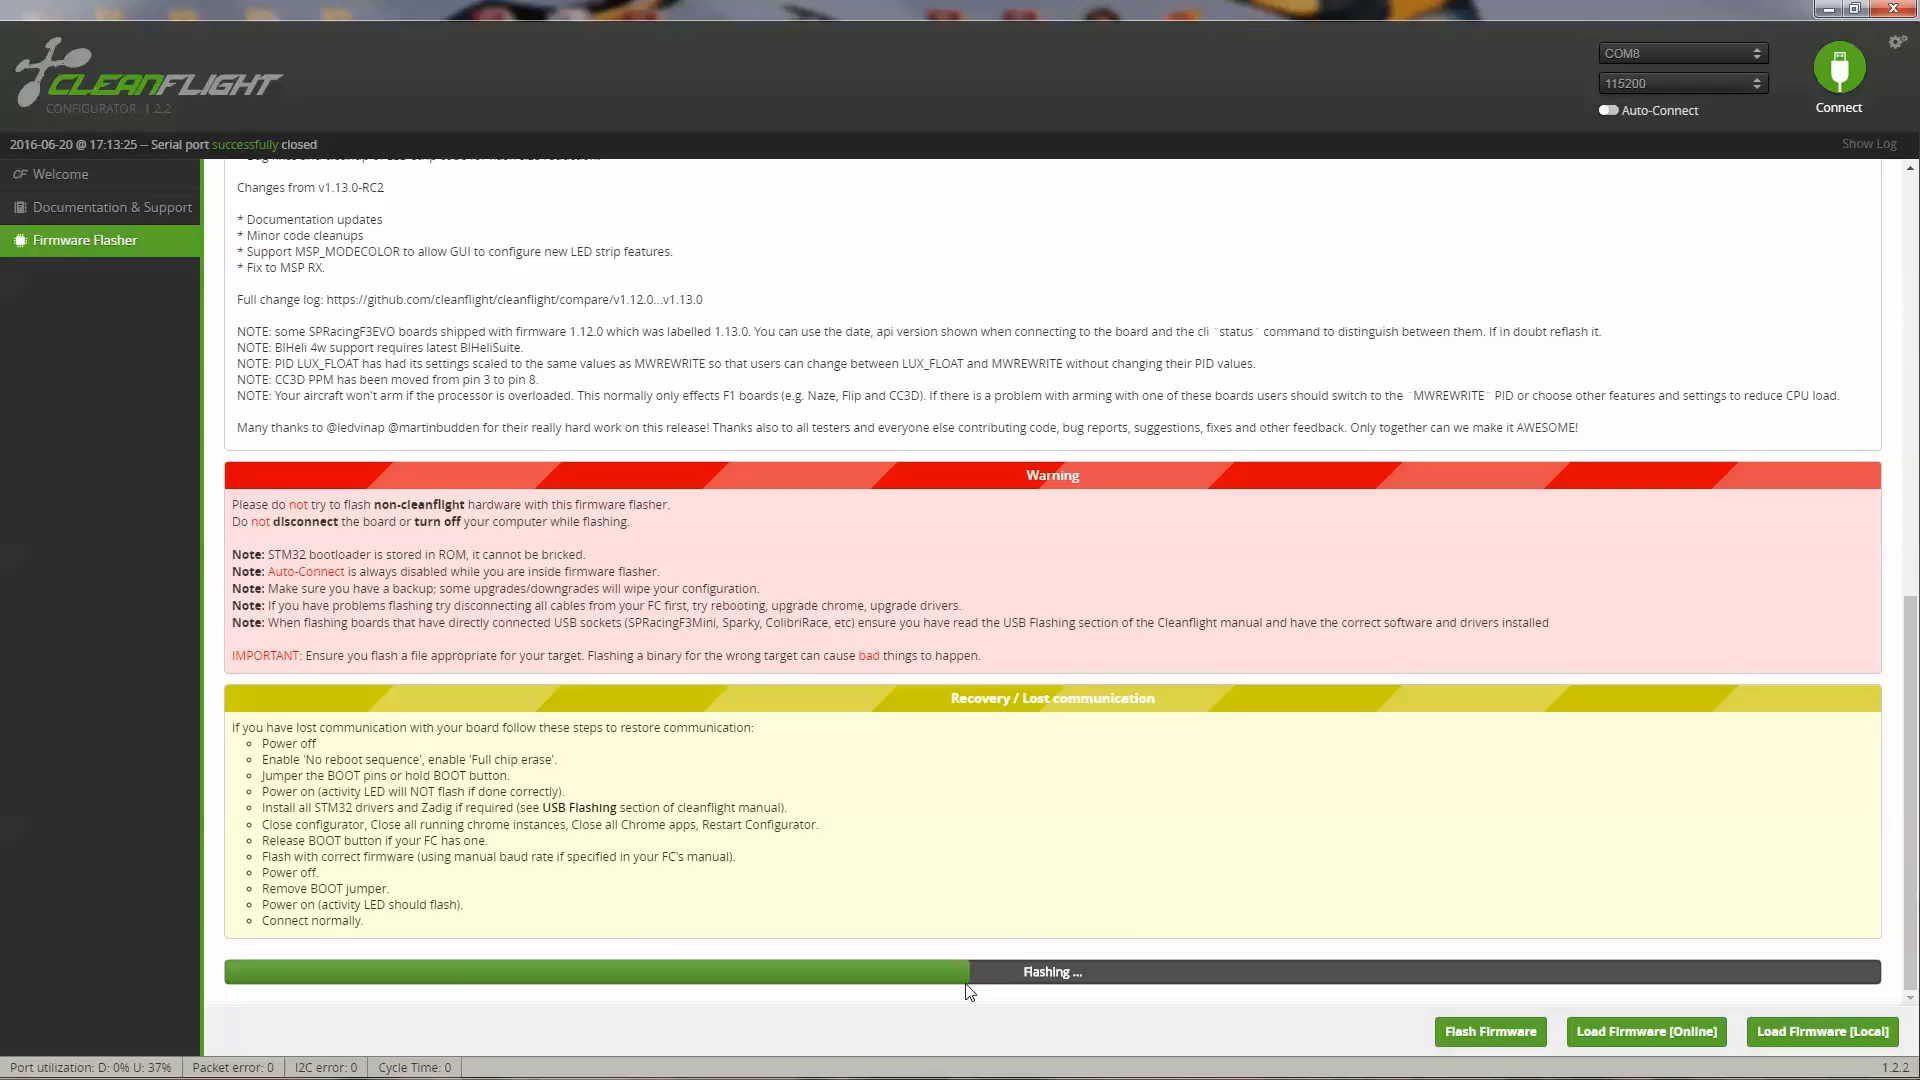 CLEANFLIGHT
CONFIGURATOR 1.2.2
COM8
115200
Auto-Connect
Connect
2016-06-20 @ 17:13:25 -- Serial port successfully closed
Show Log
CF Welcome
Documentation & Support
Firmware Flasher
Changes from v1.13.0-RC2
* Documentation updates
* Minor code cleanups
* Support MSP_MODECOLOR to allow GUI to configure new LED strip features.
* Fix to MSP RX.
Full change log: https://github.com/cleanflight/cleanflight/compare/v1.12.0...v1.13.0
NOTE: some SPRacingF3EVO boards shipped with firmware 1.12.0 which was labelled 1.13.0. You can use the date, api version shown when connecting to the board and the cli `status` command to distinguish between them. If in doubt reflash it.
NOTE: BlHeli 4w support requires latest BlHeliSuite.
NOTE: PID LUX_FLOAT has had its settings scaled to the same values as MWREWRITE so that users can change between LUX_FLOAT and MWREWRITE without changing their PID values.
NOTE: CC3D PPM has been moved from pin 3 to pin 8.
NOTE: Your aircraft won't arm if the processor is overloaded. This normally only effects F1 boards (e.g. Naze, Flip and CC3D). If there is a problem with arming with one of these boards users should switch to the `MWREWRITE` PID or choose other features and settings to reduce CPU load.
Many thanks to @ledvinap @martinbudden for their really hard work on this release! Thanks also to all testers and everyone else contributing code, bug reports, suggestions, fixes and other feedback. Only together can we make it AWESOME!
Warning
Please do not try to flash non-cleanflight hardware with this firmware flasher.
Do not disconnect the board or turn off your computer while flashing.
Note: STM32 bootloader is stored in ROM, it cannot be bricked.
Note: Auto-Connect is always disabled while you are inside firmware flasher.
Note: Make sure you have a backup; some upgrades/downgrades will wipe your configuration.
Note: If you have problems flashing try disconnecting all cables from your FC first, try rebooting, upgrade chrome, upgrade drivers.
Note: When flashing boards that have directly connected USB sockets (SPRacingF3Mini, Sparky, ColibriRace, etc) ensure you have read the USB Flashing section of the Cleanflight manual and have the correct software and drivers installed
IMPORTANT: Ensure you flash a file appropriate for your target. Flashing a binary for the wrong target can cause bad things to happen.
Recovery / Lost communication
If you have lost communication with your board follow these steps to restore communication:
Power off
Enable 'No reboot sequence', enable 'Full chip erase'.
Jumper the BOOT pins or hold BOOT button.
Power on (activity LED will NOT flash if done correctly).
Install all STM32 drivers and Zadig if required (see USB Flashing section of cleanflight manual).
Close configurator, Close all running chrome instances, Close all Chrome apps, Restart Configurator.
Release BOOT button if your FC has one.
Flash with correct firmware (using manual baud rate if specified in your FC's manual).
Power off.
Remove BOOT jumper.
Power on (activity LED should flash).
Connect normally.
Flashing ...
Flash Firmware
Load Firmware [Online]
Load Firmware [Local]
Port utilization: D: 0% U: 37%
Packet error: 0
I2C error: 0
Cycle Time: 0
1.2.2